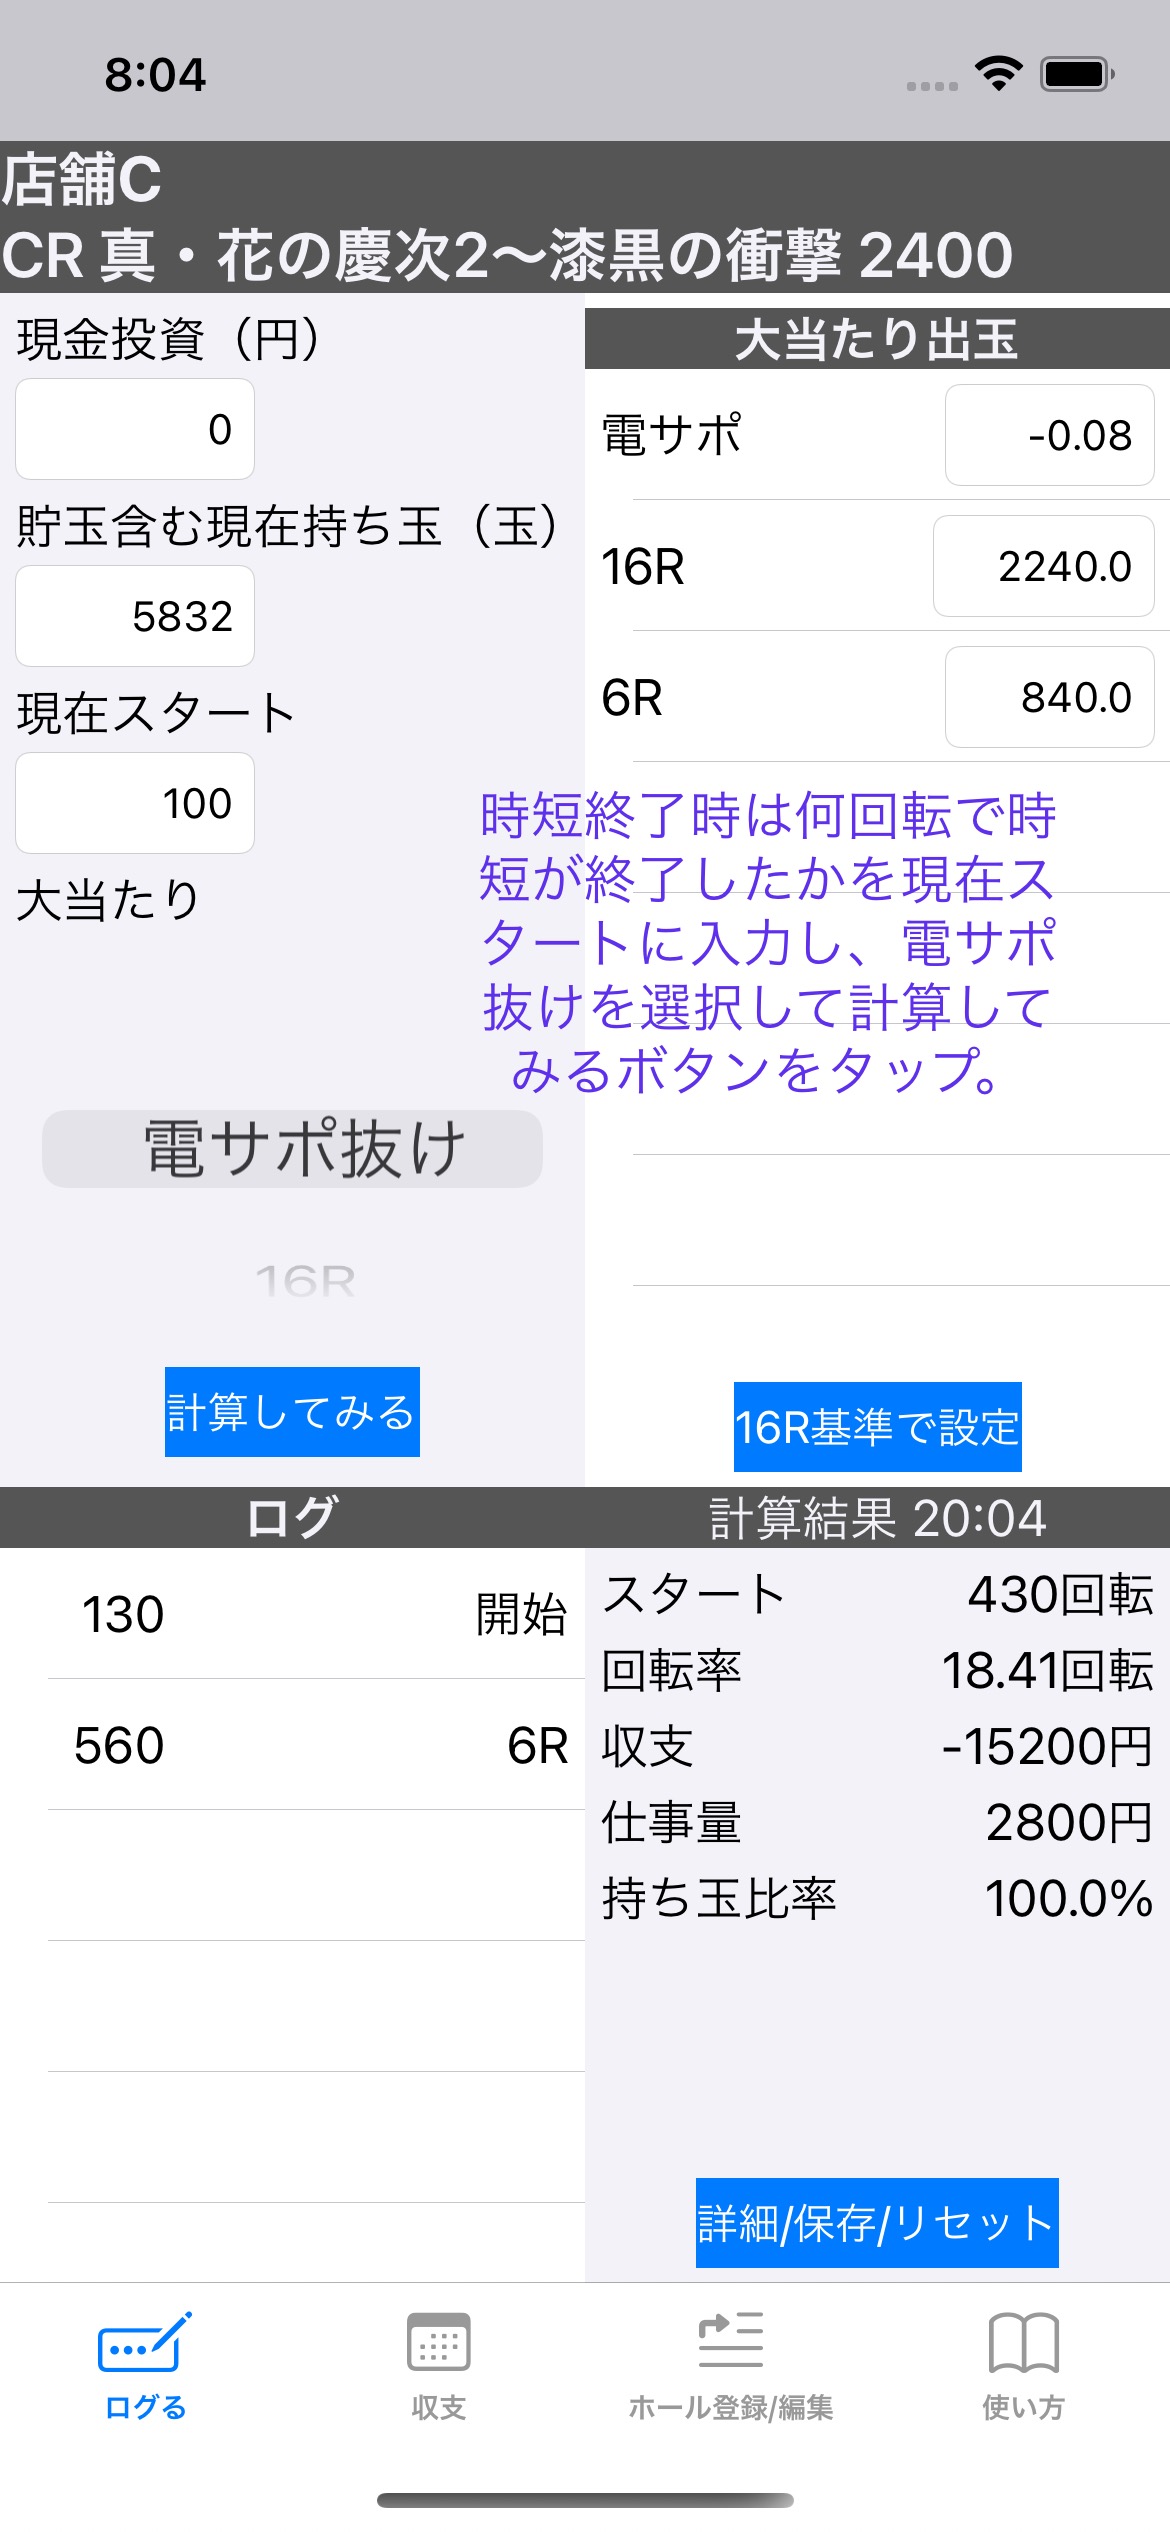 8:04
店舗C
CR 真・花の慶次2〜漆黒の衝撃 2400
現金投資（円）
0
貯玉含む現在持ち玉（玉）
5832
現在スタート
100
大当たり
電サポ抜け
16R
計算してみる
大当たり出玉
電サポ -0.08
16R 2240.0
6R 840.0
時短終了時は何回転で時
短が終了したかを現在ス
タートに入力し、電サポ
抜けを選択して計算して
みるボタンをタップ。
16R基準で設定
ログ
130 開始
560 6R
計算結果 20:04
スタート 430回転
回転率 18.41回転
収支 -15200円
仕事量 2800円
持ち玉比率 100.0%
詳細/保存/リセット
ログる 収支 ホール登録/編集 使い方